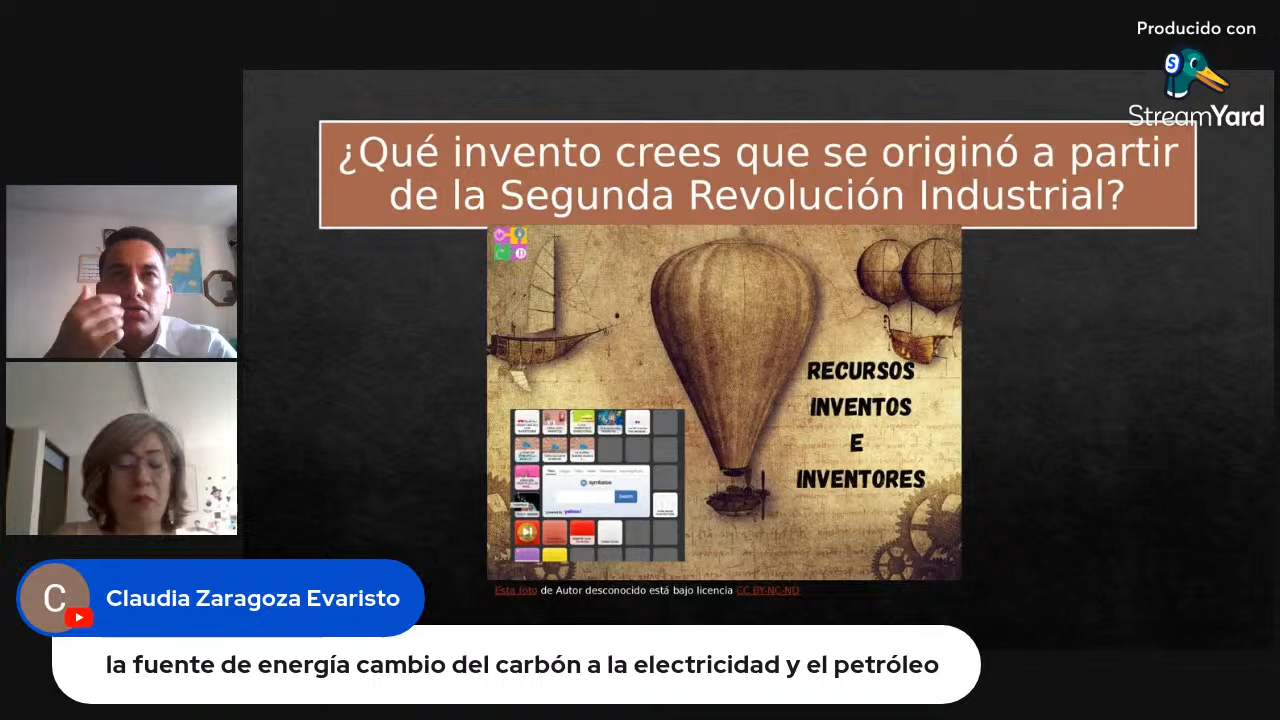 Producido con
StreamYard
¿Qué invento crees que se originó a partir
de la Segunda Revolución Industrial?
RECURSOS
INVENTOS
E
INVENTORES
Esta foto de Autor desconocido está bajo licencia CC BY-NC-ND
C
Claudia Zaragoza Evaristo
la fuente de energía cambio del carbón a la electricidad y el petróleo